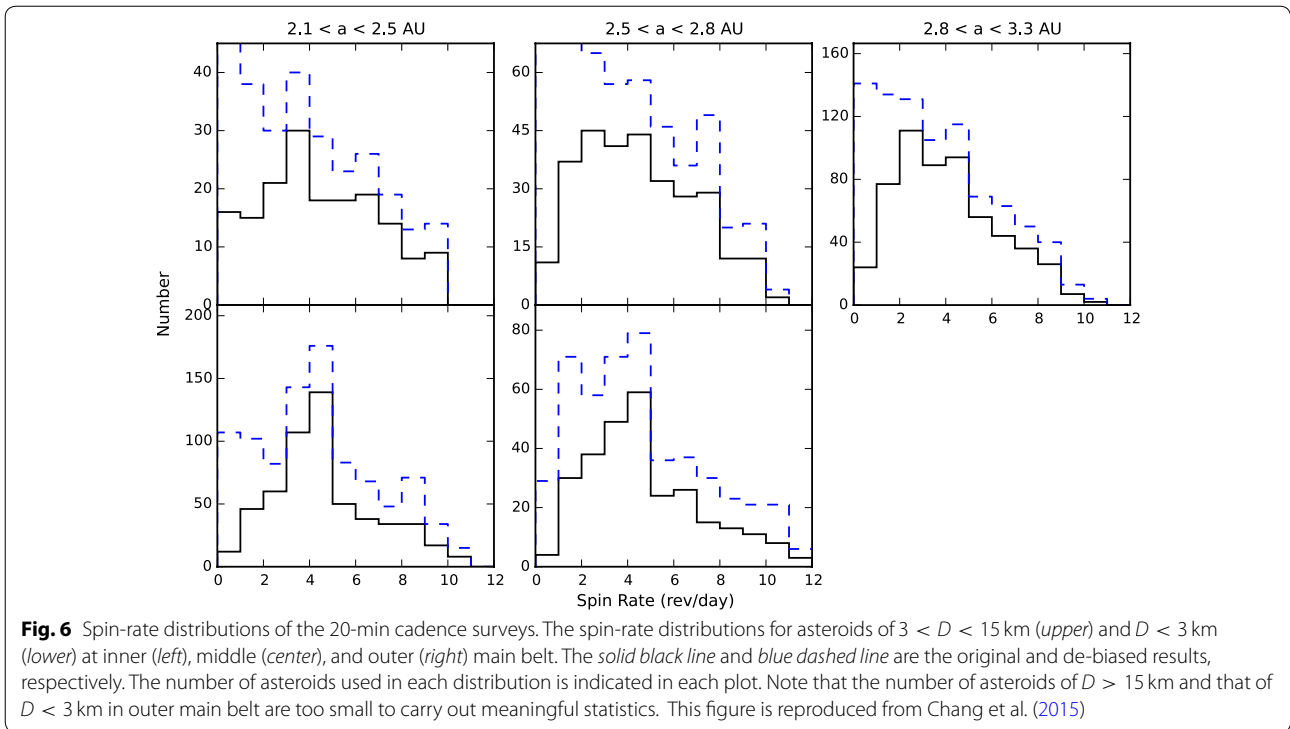 2.1 < a < 2.5 AU 2.5 < a < 2.8 AU 2.8 < a < 3.3 AU
40
30
20
10
0
60
45
30
15
0
160
120
80
40
0
0 2 4 6 8 10 12
Number
200
150
100
50
0
80
60
40
20
0
0 2 4 6 8 10 12
0 2 4 6 8 10 12
Spin Rate (rev/day)
Fig. 6 Spin-rate distributions of the 20-min cadence surveys. The spin-rate distributions for asteroids of 3 < D < 15 km (upper) and D < 3 km
(lower) at inner (left), middle (center), and outer (right) main belt. The solid black line and blue dashed line are the original and de-biased results,
respectively. The number of asteroids used in each distribution is indicated in each plot. Note that the number of asteroids of D > 15 km and that of
D < 3 km in outer main belt are too small to carry out meaningful statistics. This figure is reproduced from Chang et al. (2015)